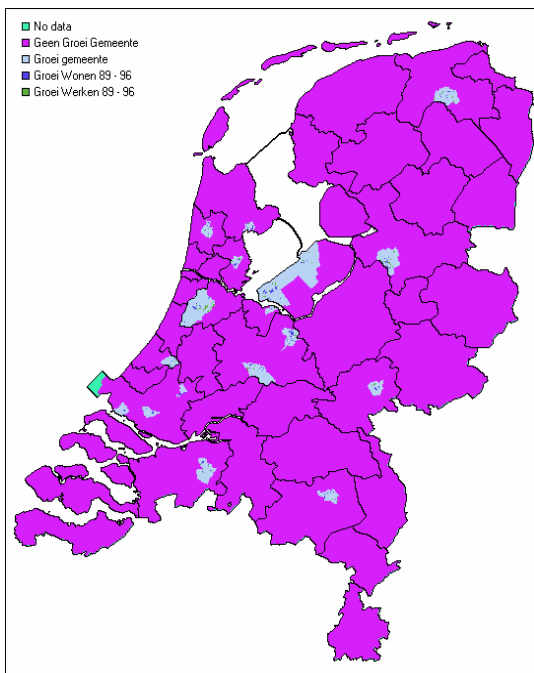 No data
Geen Groei Gemeente
Groei gemeente
Groei Wonen 89 - 96
Groei Werken 89 - 96